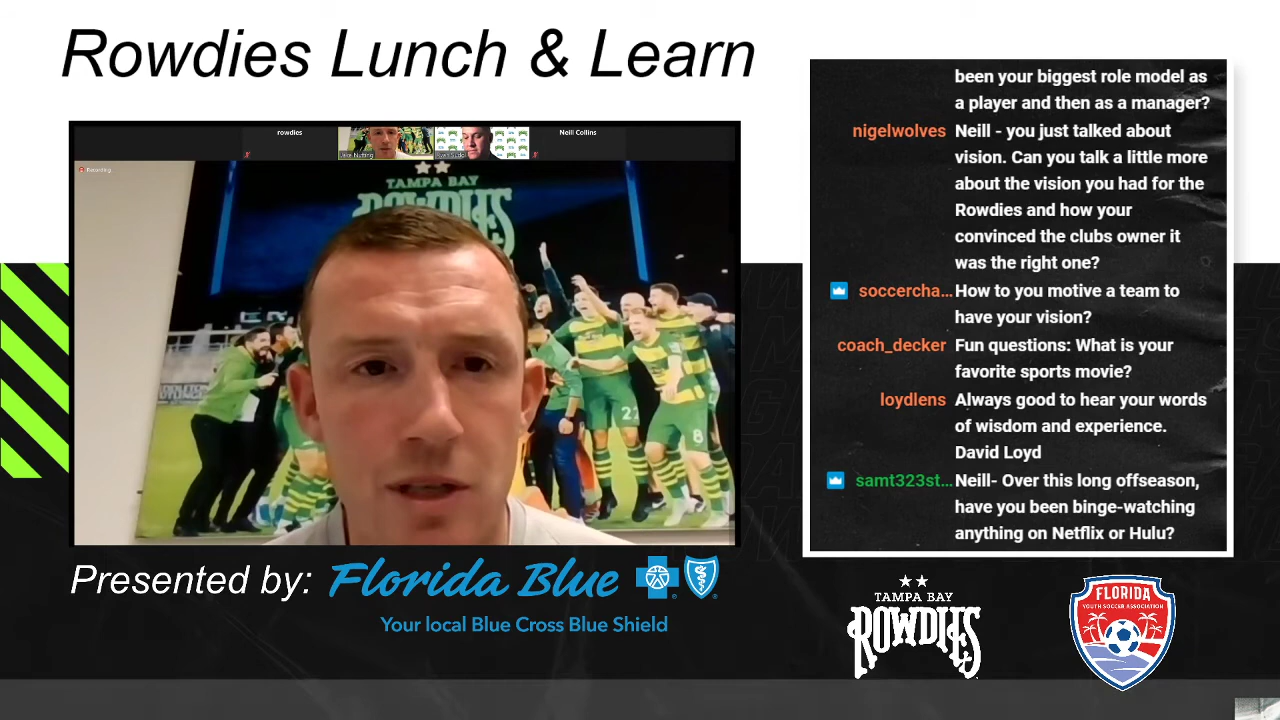 Rowdies Lunch & Learn
rowdies
Neill Collins
Recording
TAMPA BAY
ROWDIES
22
8
been your biggest role model as
a player and then as a manager?
nigelwolves Neill - you just talked about
vision. Can you talk a little more
about the vision you had for the
Rowdies and how your
convinced the clubs owner it
was the right one?
soccercha... How to you motive a team to
have your vision?
coach_decker Fun questions: What is your
favorite sports movie?
loydlens Always good to hear your words
of wisdom and experience.
David Loyd
samt323st... Neill- Over this long offseason,
have you been binge-watching
anything on Netflix or Hulu?
Presented by: Florida Blue
Your local Blue Cross Blue Shield
TAMPA BAY
ROWDIES
FLORIDA
YOUTH SOCCER ASSOCIATION